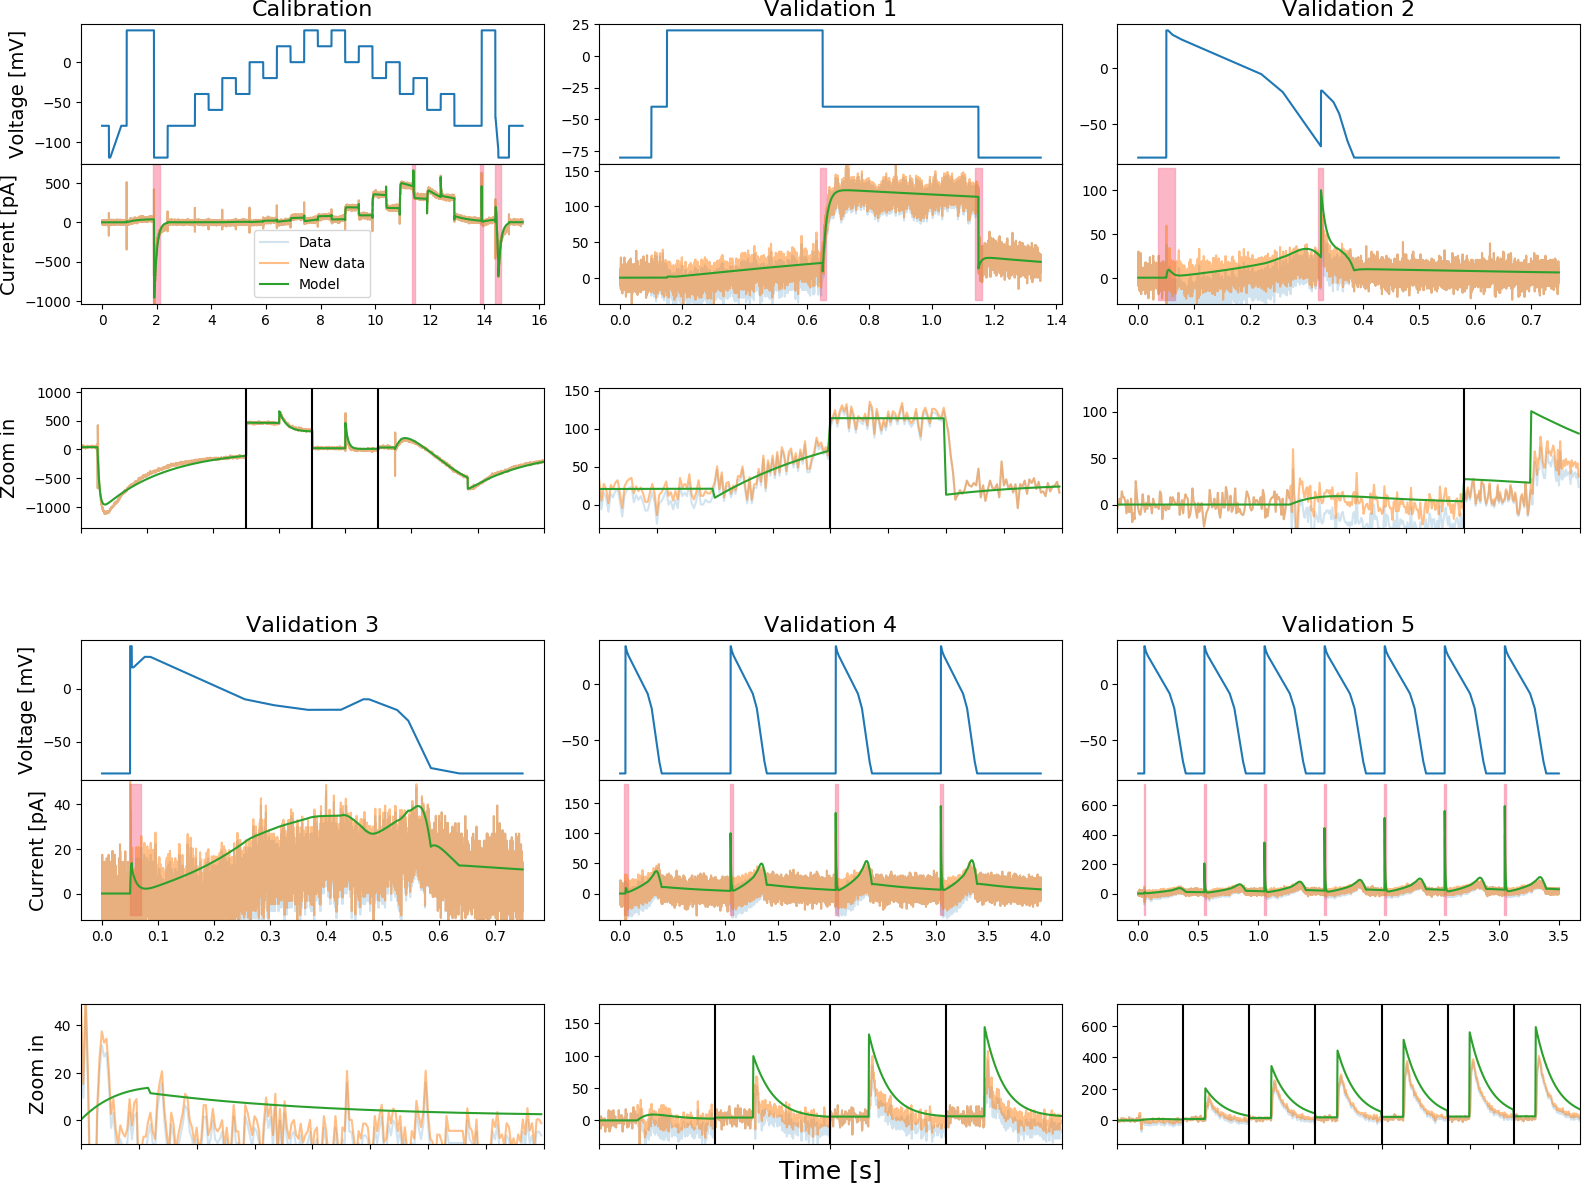 Calibration
Validation 1
Validation 2
Voltage [mV]
0
−50
−100
25
0
−25
−50
−75
0
−50
Current [pA]
500
0
−500
−1000
Data
New data
Model
0 2 4 6 8 10 12 14 16
150
100
50
0
0.0 0.2 0.4 0.6 0.8 1.0 1.2 1.4
100
50
0
0.0 0.1 0.2 0.3 0.4 0.5 0.6 0.7
Zoom in
1000
500
0
−500
−1000
150
100
50
0
100
50
0
Validation 3
Validation 4
Validation 5
Voltage [mV]
0
−50
0
−50
0
−50
Current [pA]
40
20
0
0.0 0.1 0.2 0.3 0.4 0.5 0.6 0.7
150
100
50
0
0.0 0.5 1.0 1.5 2.0 2.5 3.0 3.5 4.0
600
400
200
0
0.0 0.5 1.0 1.5 2.0 2.5 3.0 3.5
Zoom in
40
20
0
150
100
50
0
600
400
200
0
Time [s]